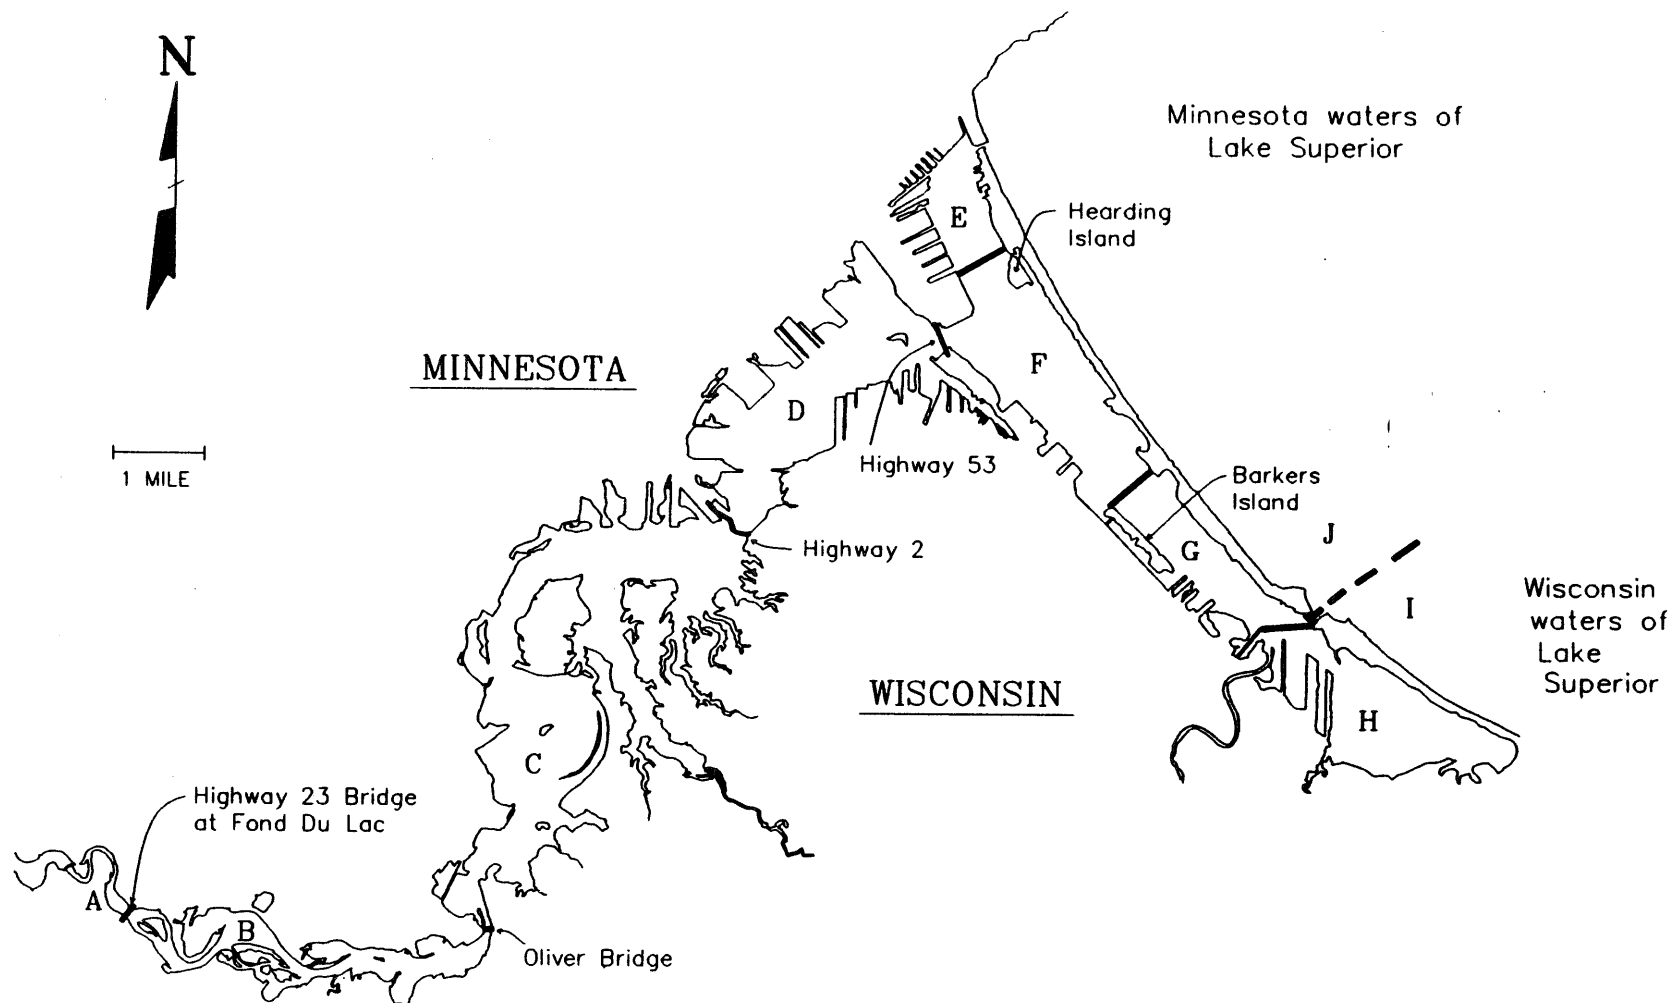 N
Minnesota waters of
Lake Superior
E
Hearding
Island
MINNESOTA
F
D
1 MILE
Highway 53
Barkers
Island
J
Highway 2
G
I
Wisconsin
waters of
Lake
Superior
WISCONSIN
H
C
Highway 23 Bridge
at Fond Du Lac
A
B
Oliver Bridge